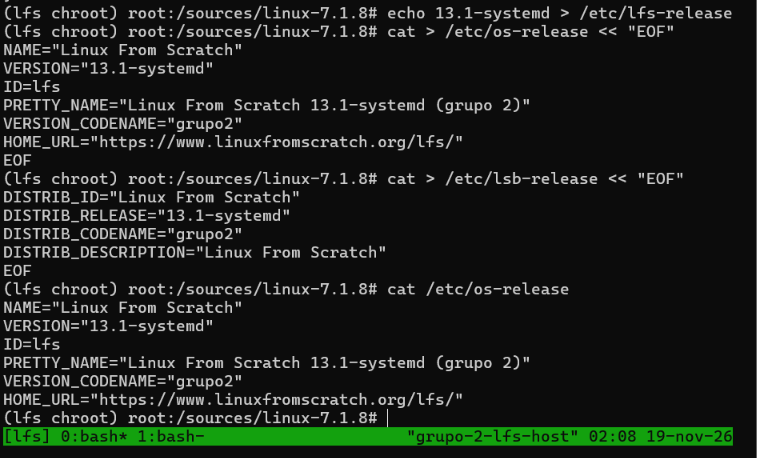 (lfs chroot) root:/sources/linux-7.1.8# echo 13.1-systemd > /etc/lfs-release
(lfs chroot) root:/sources/linux-7.1.8# cat > /etc/os-release << "EOF"
NAME="Linux From Scratch"
VERSION="13.1-systemd"
ID=lfs
PRETTY_NAME="Linux From Scratch 13.1-systemd (grupo 2)"
VERSION_CODENAME="grupo2"
HOME_URL="https://www.linuxfromscratch.org/lfs/"
EOF
(lfs chroot) root:/sources/linux-7.1.8# cat > /etc/lsb-release << "EOF"
DISTRIB_ID="Linux From Scratch"
DISTRIB_RELEASE="13.1-systemd"
DISTRIB_CODENAME="grupo2"
DISTRIB_DESCRIPTION="Linux From Scratch"
EOF
(lfs chroot) root:/sources/linux-7.1.8# cat /etc/os-release
NAME="Linux From Scratch"
VERSION="13.1-systemd"
ID=lfs
PRETTY_NAME="Linux From Scratch 13.1-systemd (grupo 2)"
VERSION_CODENAME="grupo2"
HOME_URL="https://www.linuxfromscratch.org/lfs/"
(lfs chroot) root:/sources/linux-7.1.8#
[lfs] 0:bash* 1:bash- "grupo-2-lfs-host" 02:08 19-nov-26